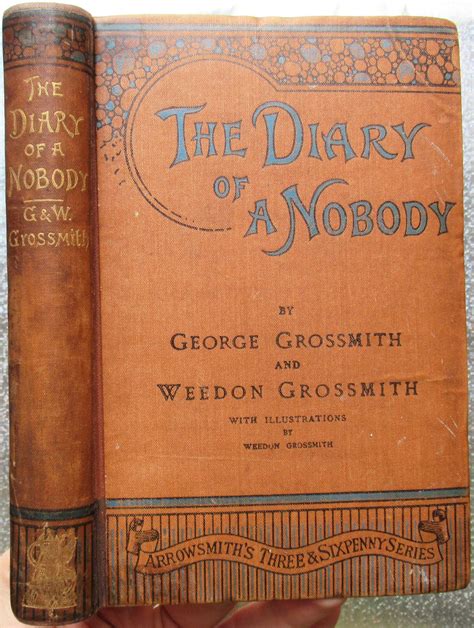 THE
DIARY
OF A
NOBODY
G & W.
GROSSMITH
THE DIARY
OF
A NOBODY
BY
GEORGE GROSSMITH
AND
WEEDON GROSSMITH
WITH ILLUSTRATIONS
BY
WEEDON GROSSMITH
ARROWSMITH'S THREE & SIXPENNY SERIES